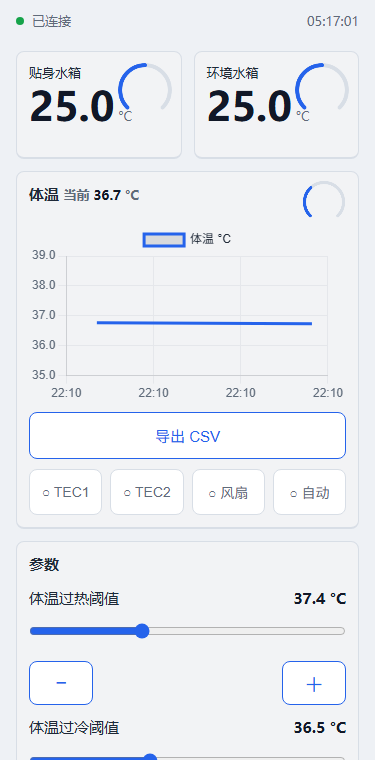 已连接 05:17:01
贴身水箱 环境水箱
25.0 °C 25.0 °C
体温 当前 36.7 °C
体温 °C
39.0
38.0
37.0
36.0
35.0
22:10 22:10 22:10 22:10
导出 CSV
○ TEC1 ○ TEC2 ○ 风扇 ○ 自动
参数
体温过热阈值 37.4 °C
− +
体温过冷阈值 36.5 °C